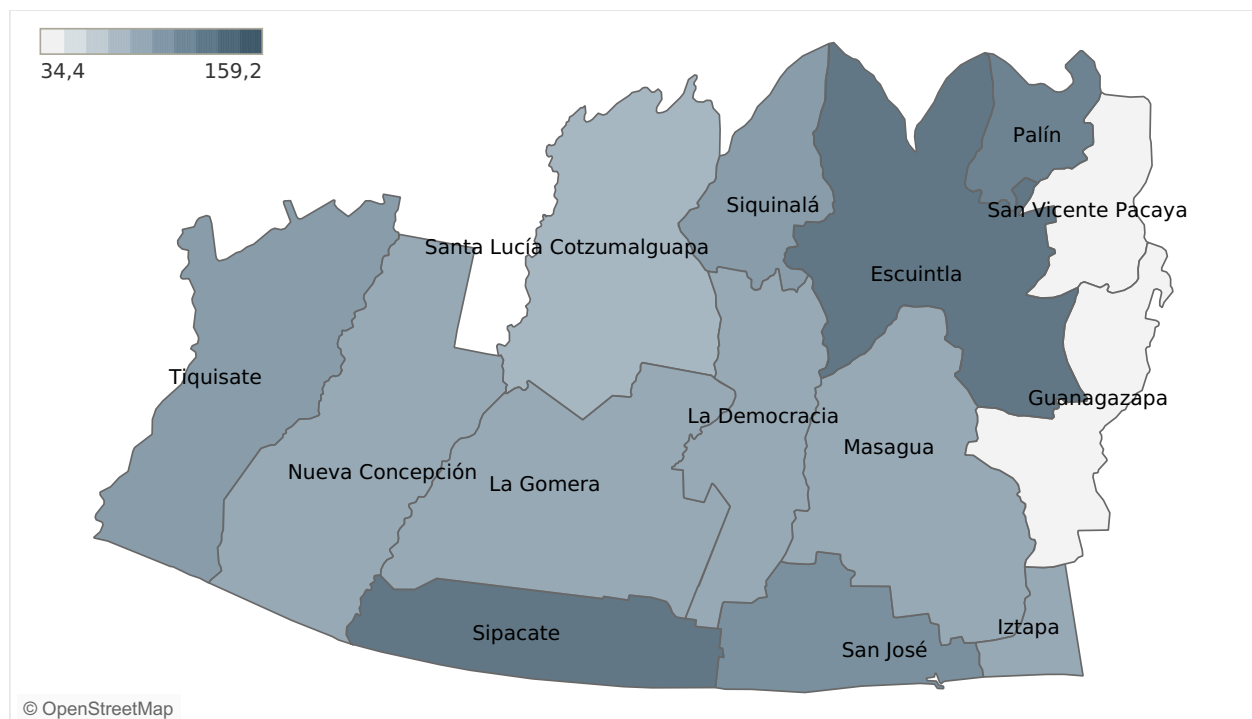 34,4 159,2
Palín
Siquinalá
San Vicente Pacaya
Santa Lucía Cotzumalguapa
Escuintla
Tiquisate
Guanagazapa
La Democracia
Masagua
Nueva Concepción
La Gomera
Iztapa
Sipacate
San José
© OpenStreetMap